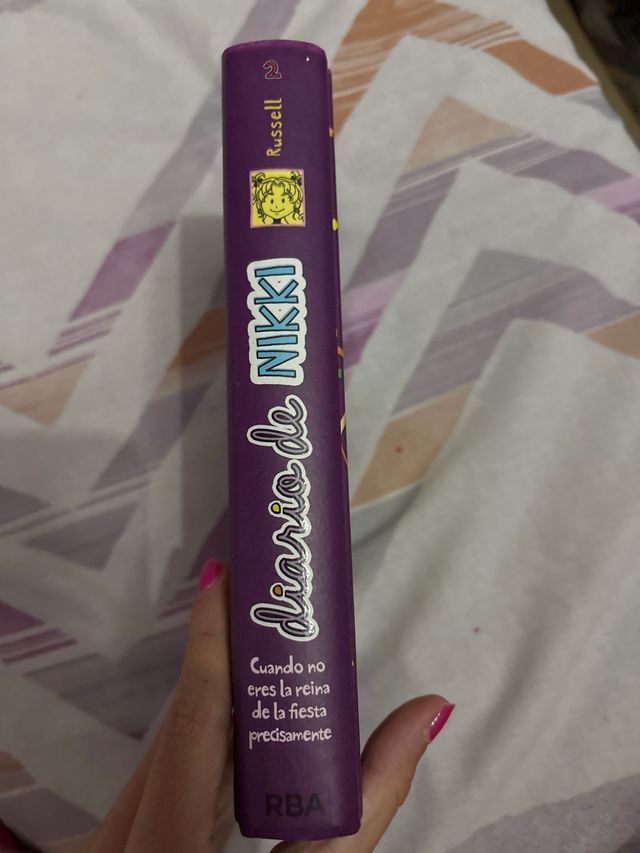 2
Russell
diario de NIKKI
Cuando no
eres la reina
de la fiesta
precisamente
RBA